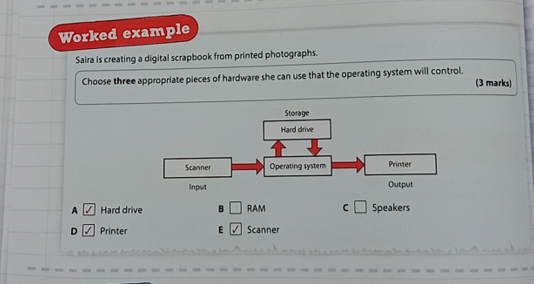 Worked example
Saira is creating a digital scrapbook from printed photographs.
Choose three appropriate pieces of hardware she can use that the operating system will control.
(3 marks)
Storage
Hard drive
Scanner
Operating system
Printer
Input
Output
A ☑ Hard drive B ☐ RAM C ☐ Speakers
D ☑ Printer E ☑ Scanner